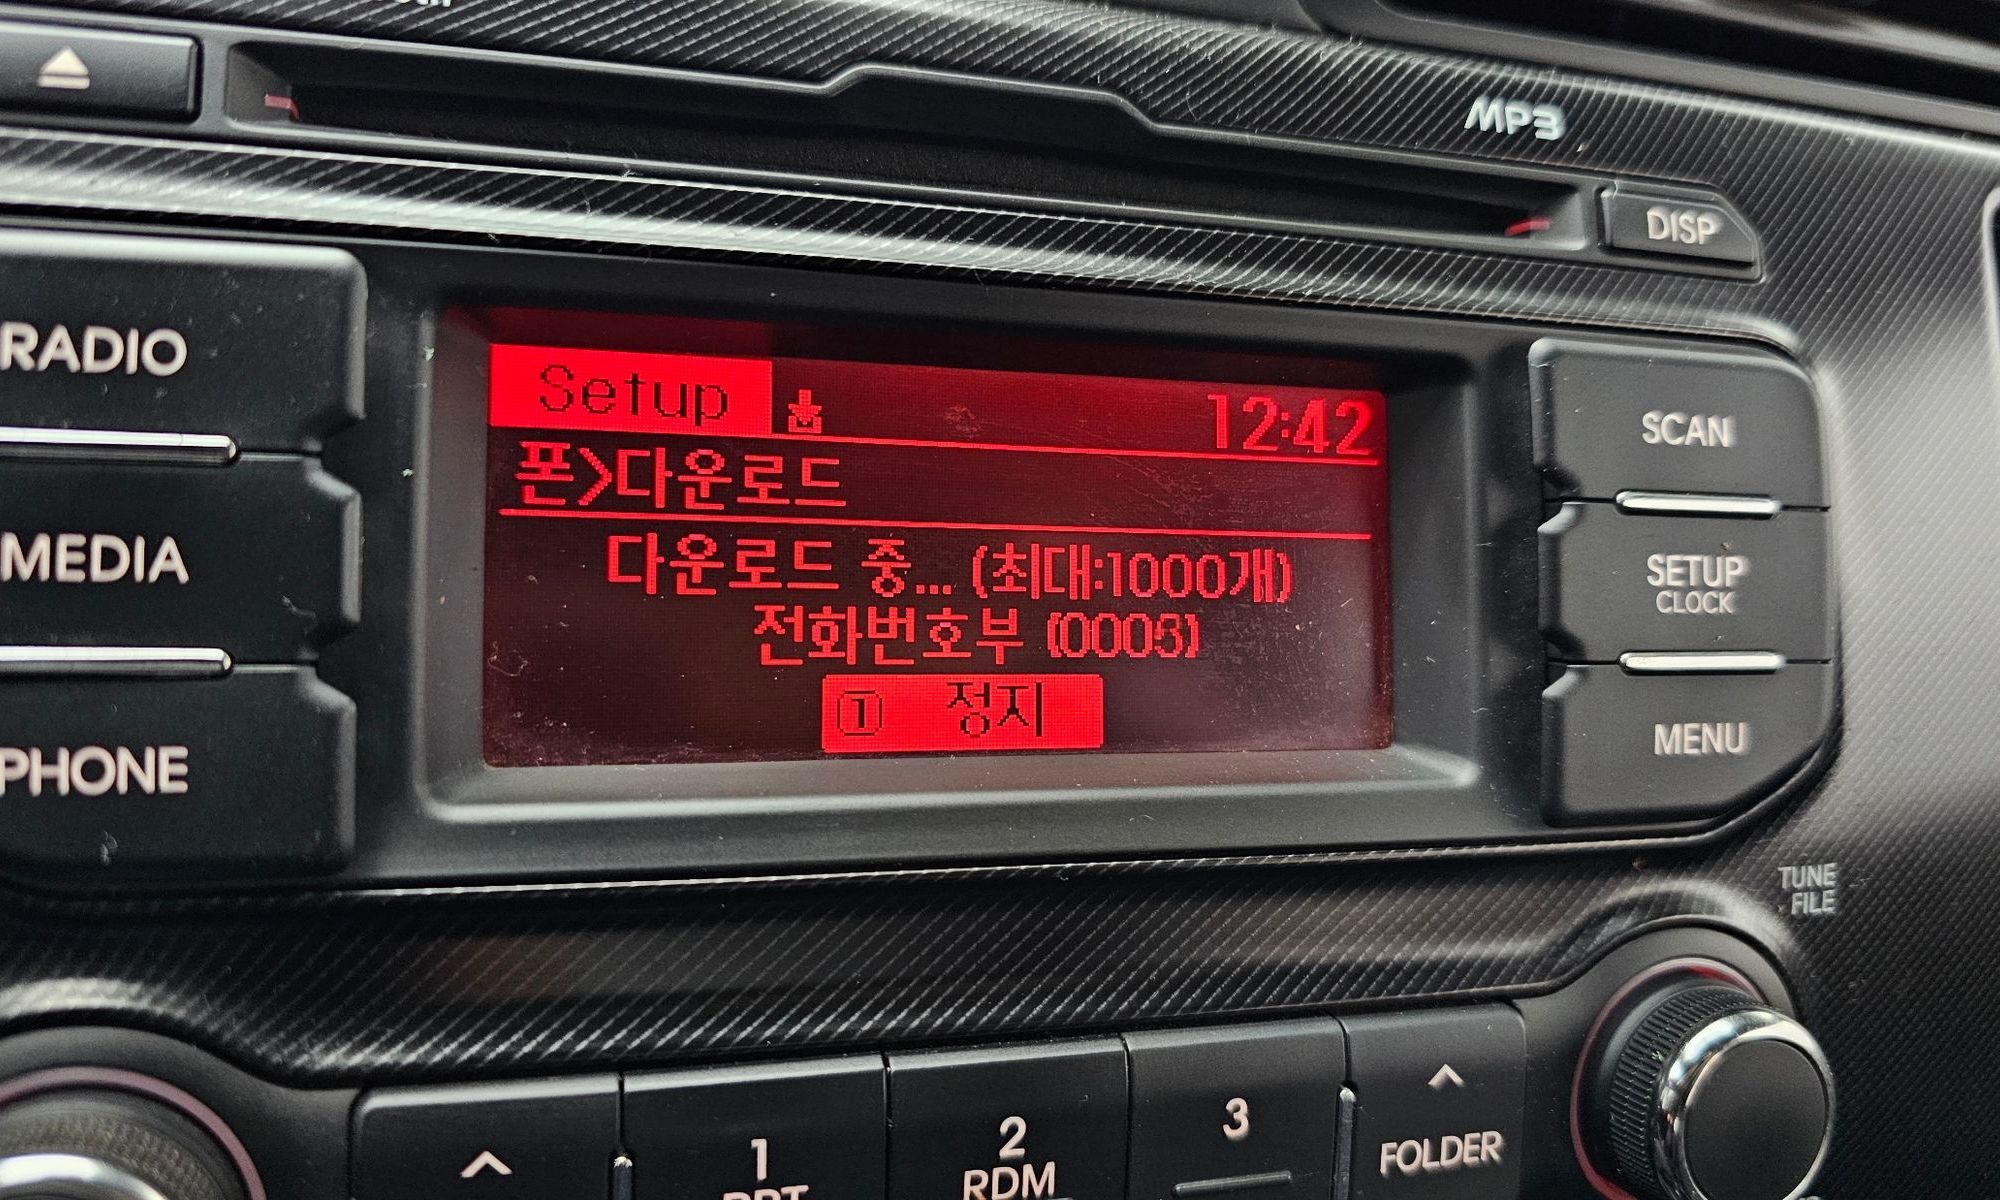 MP3
DISP
RADIO
MEDIA
PHONE
Setup 12:42
폰>다운로드
다운로드 중... (최대:1000개)
전화번호부
① 정지
SCAN
SETUP
CLOCK
MENU
TUNE
FILE
1
2
RDM
3
FOLDER